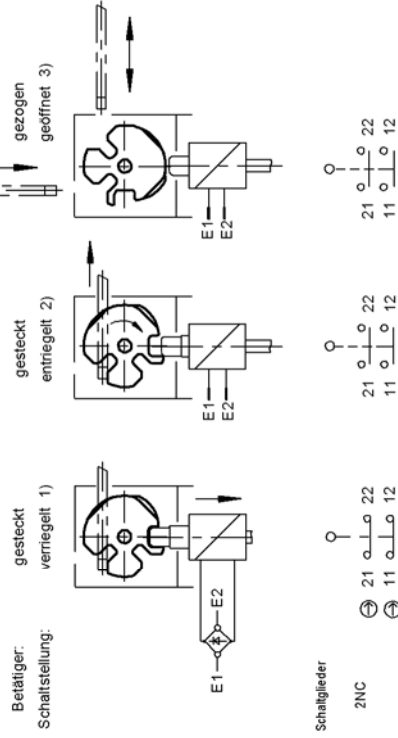 Betätiger:
gesteckt
gesteckt
gezogen
Schaltstellung:
verriegelt 1)
entriegelt 2)
geöffnet 3)
E1
E2
E1
E2
E1
E2
Schaltglieder
2NC
21 22
11 12
21 22
11 12
21 22
11 12